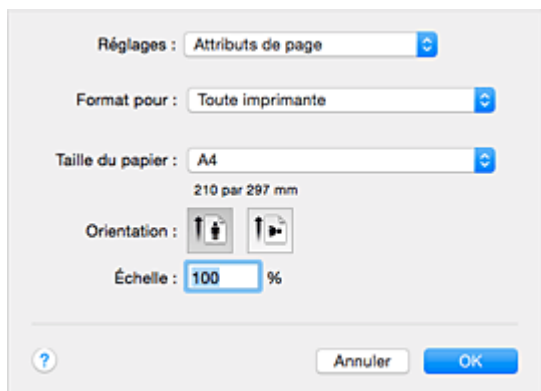 Réglages : Attributs de page
Format pour : Toute imprimante
Taille du papier : A4
210 par 297 mm
Orientation :
Échelle : 100 %
? Annuler OK